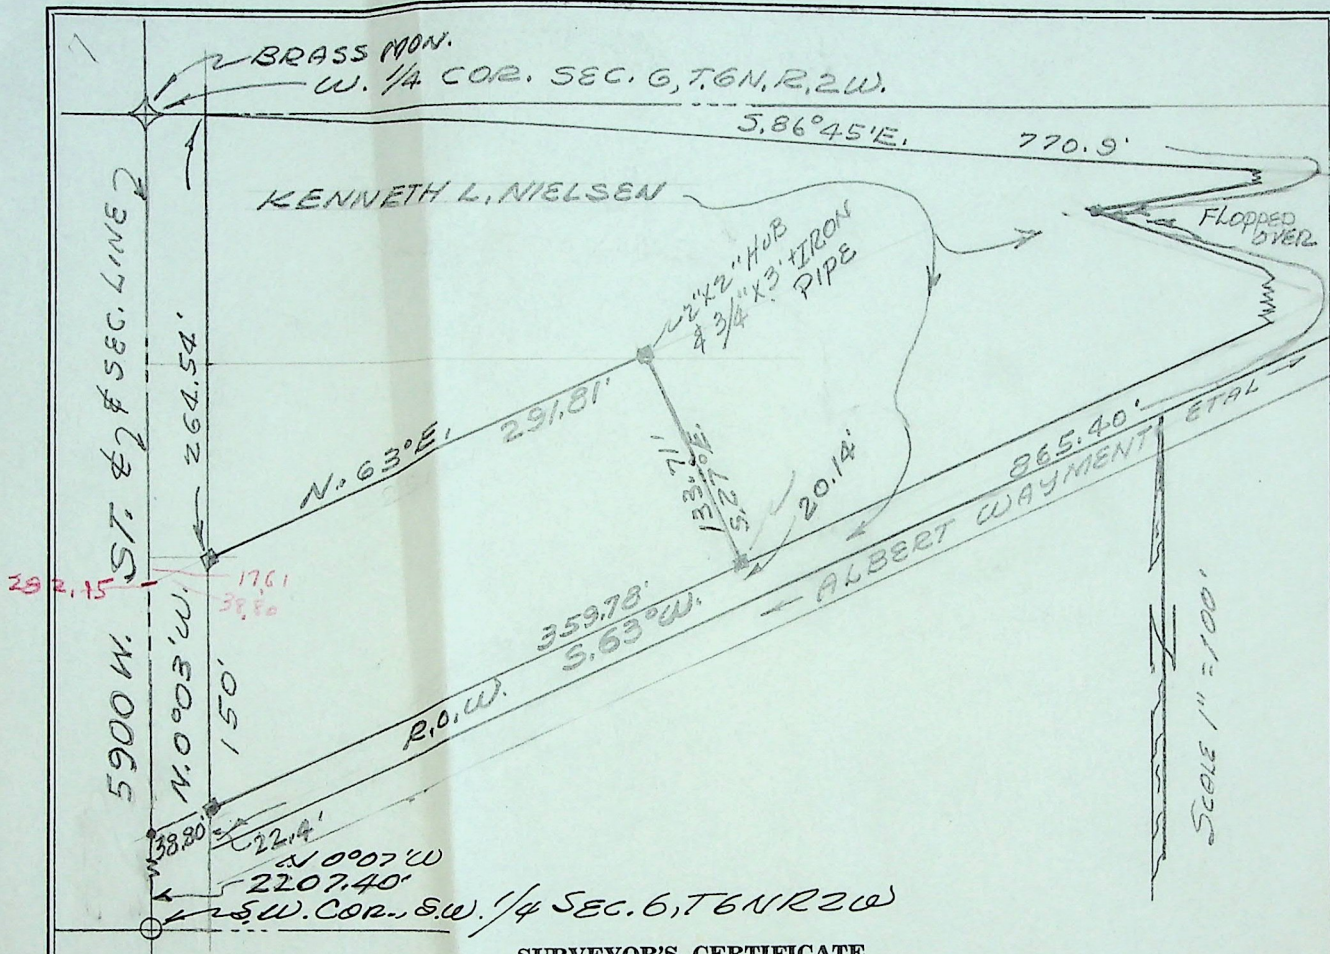 BRASS MON.
W. 1/4 COR. SEC. 6, T.6N.R.2W.
S.86°45'E. 770.9'
KENNETH L. NIELSEN
FLOPPED
OVER
2"x2" HUB
& 3/4" x 3' IRON
PIPE
5900 W. ST. & SEC. LINE
264.54'
N. 63° E. 291.81'
133.71'
S.27°E.
20.14'
865.40'
ALBERT WAYMENT ETAL
282.15
17.61
38.80
N.0°03'W.
150'
359.78'
S.63°W.
R.O.W.
SCALE 1" = 100'
N
38.80'
22.4'
N 0°07'W
2207.40'
S.W. COR., S.W. 1/4 SEC. 6, T6NR2W
SURVEYOR'S CERTIFICATE